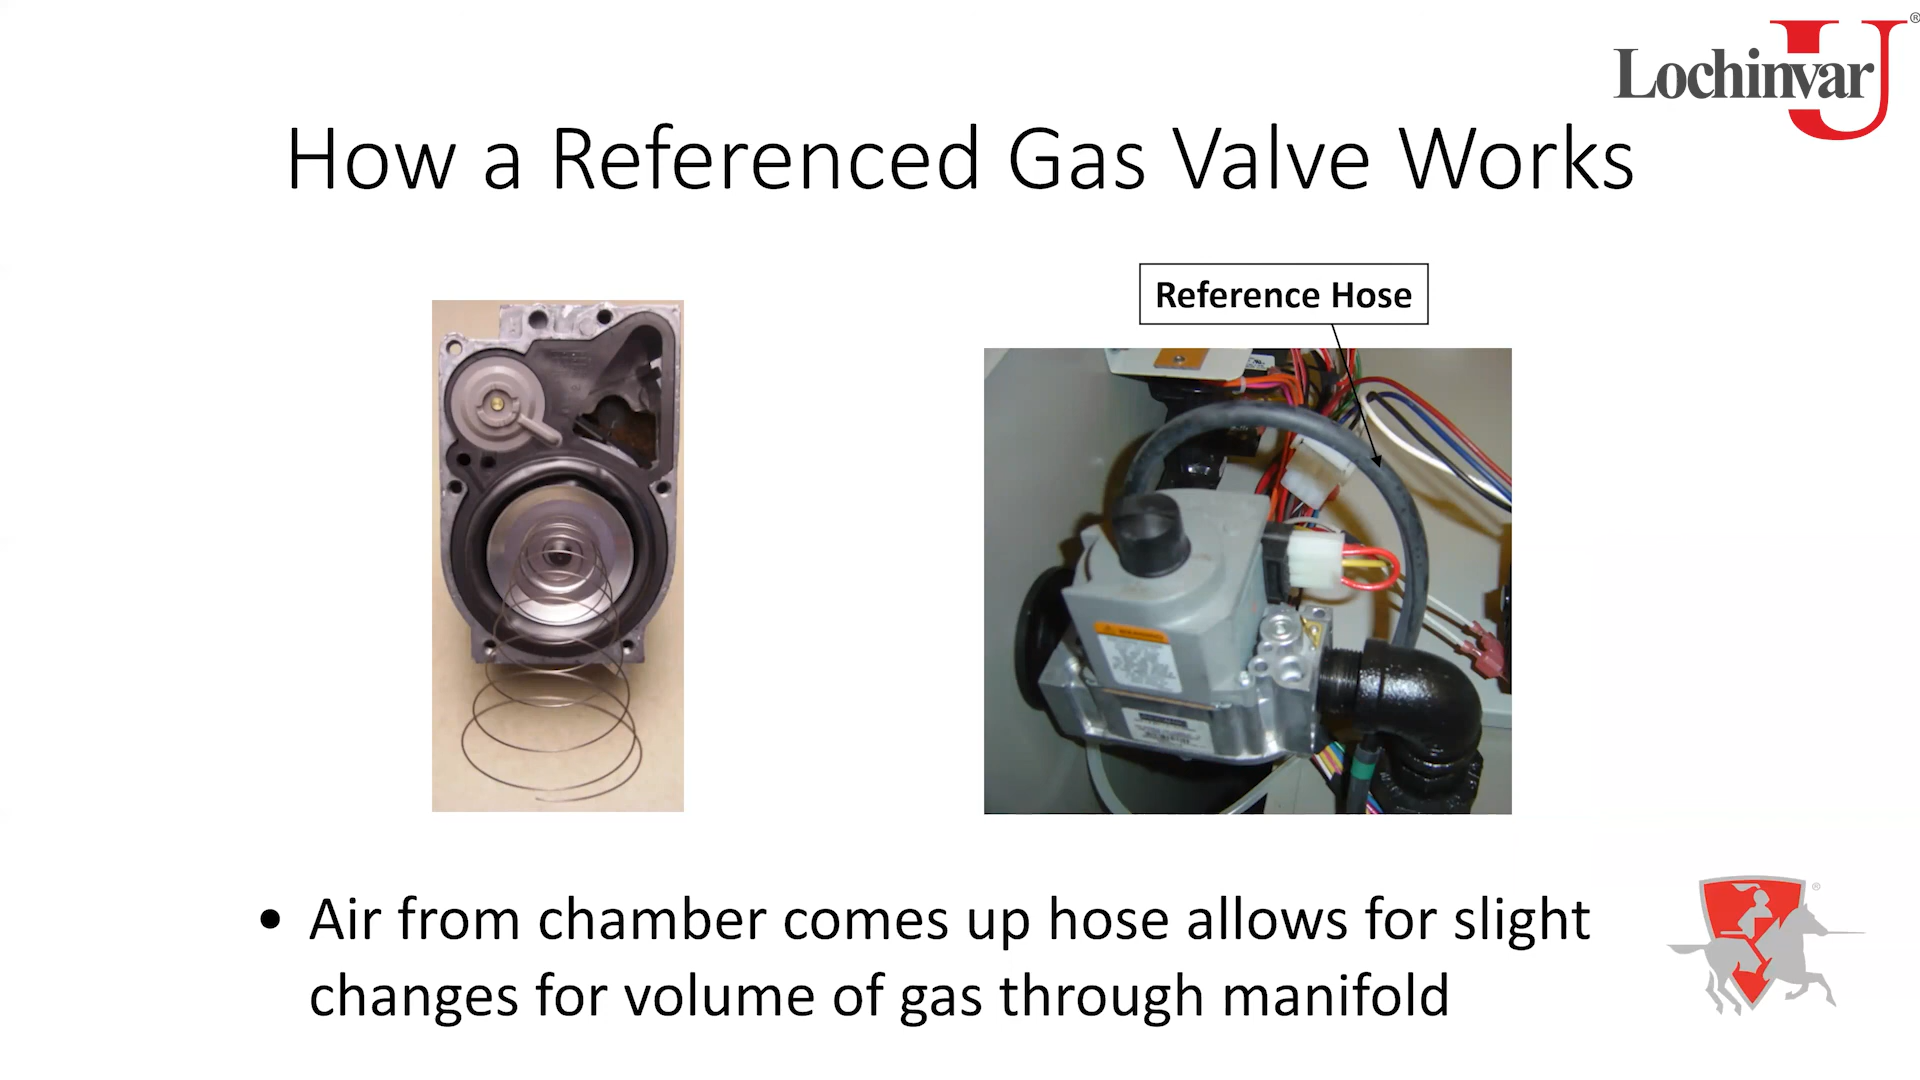 Lochinvar U®
How a Referenced Gas Valve Works
Reference Hose
WARNING
• Air from chamber comes up hose allows for slight
changes for volume of gas through manifold
®